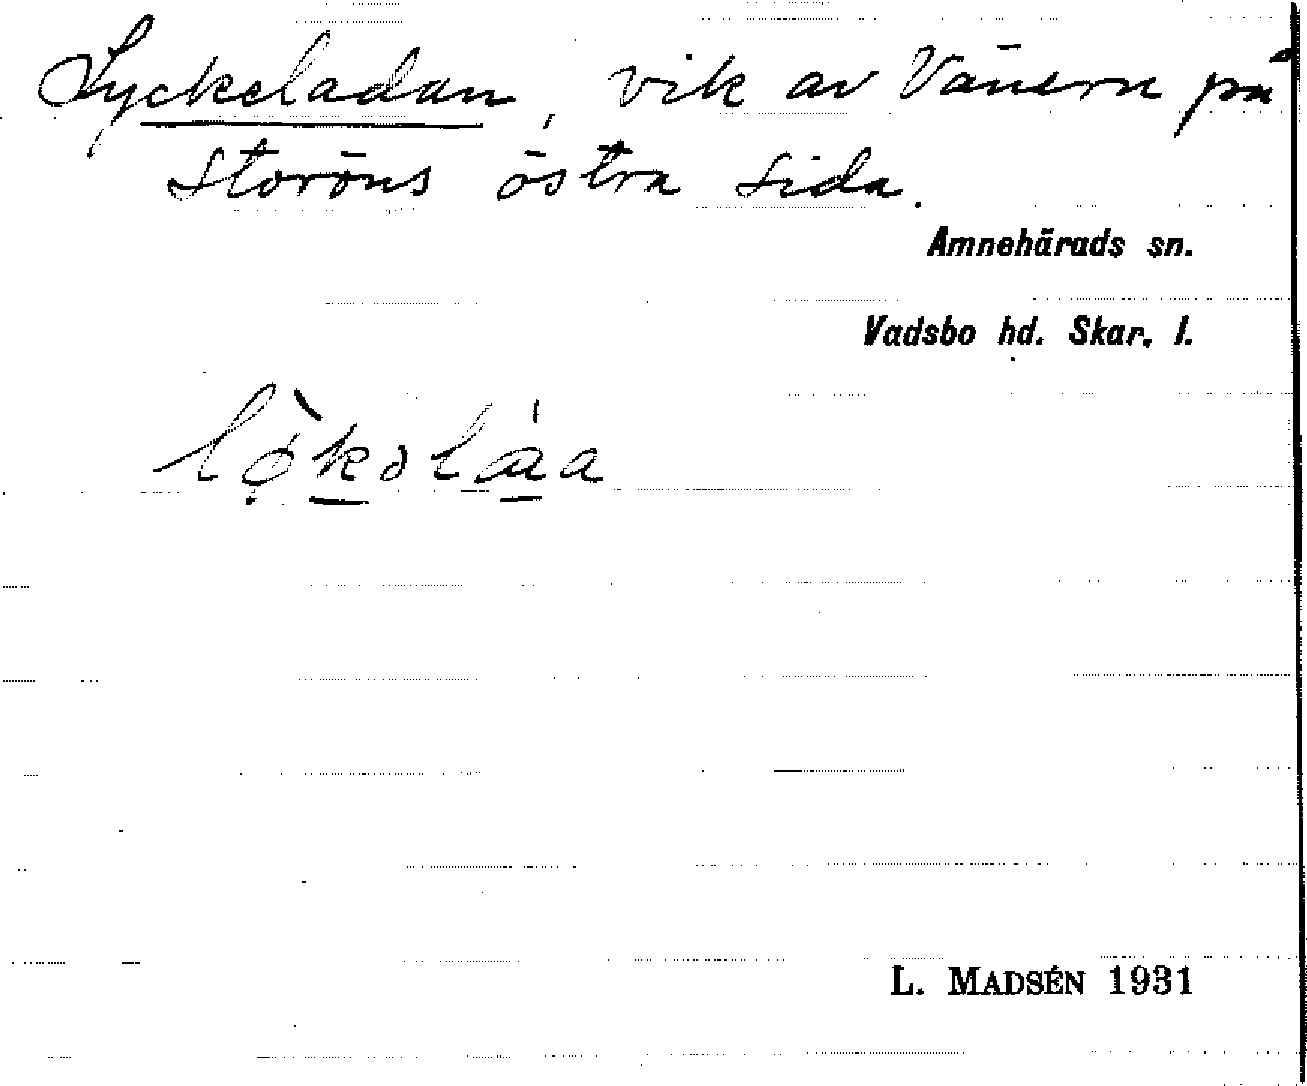 Lyckeladan, vik av Vänern på
Storöns östra sida.
Amnehärads sn.
Vadsbo hd. Skar. l.
L. MADSÉN 1931